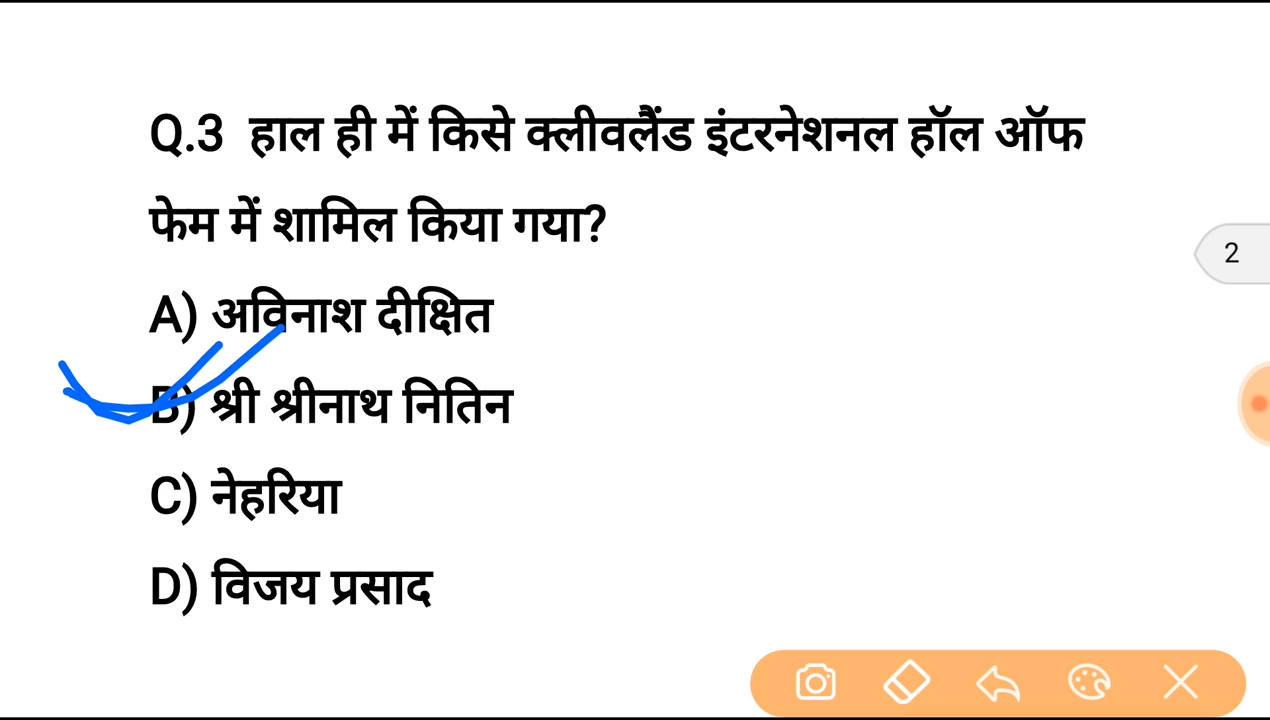 Q.3 हाल ही में किसे क्लीवलैंड इंटरनेशनल हॉल ऑफ
फेम में शामिल किया गया?
A) अविनाश दीक्षित
B) श्री श्रीनाथ नितिन
C) नेहरिया
D) विजय प्रसाद
2